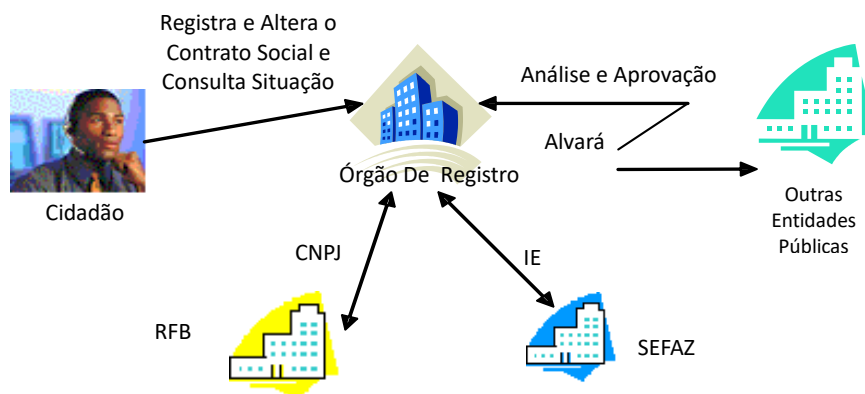 Registra e Altera o
Contrato Social e
Consulta Situação
Análise e Aprovação
Alvará
Órgão De Registro
Cidadão
Outras
Entidades
Públicas
CNPJ
IE
RFB
SEFAZ